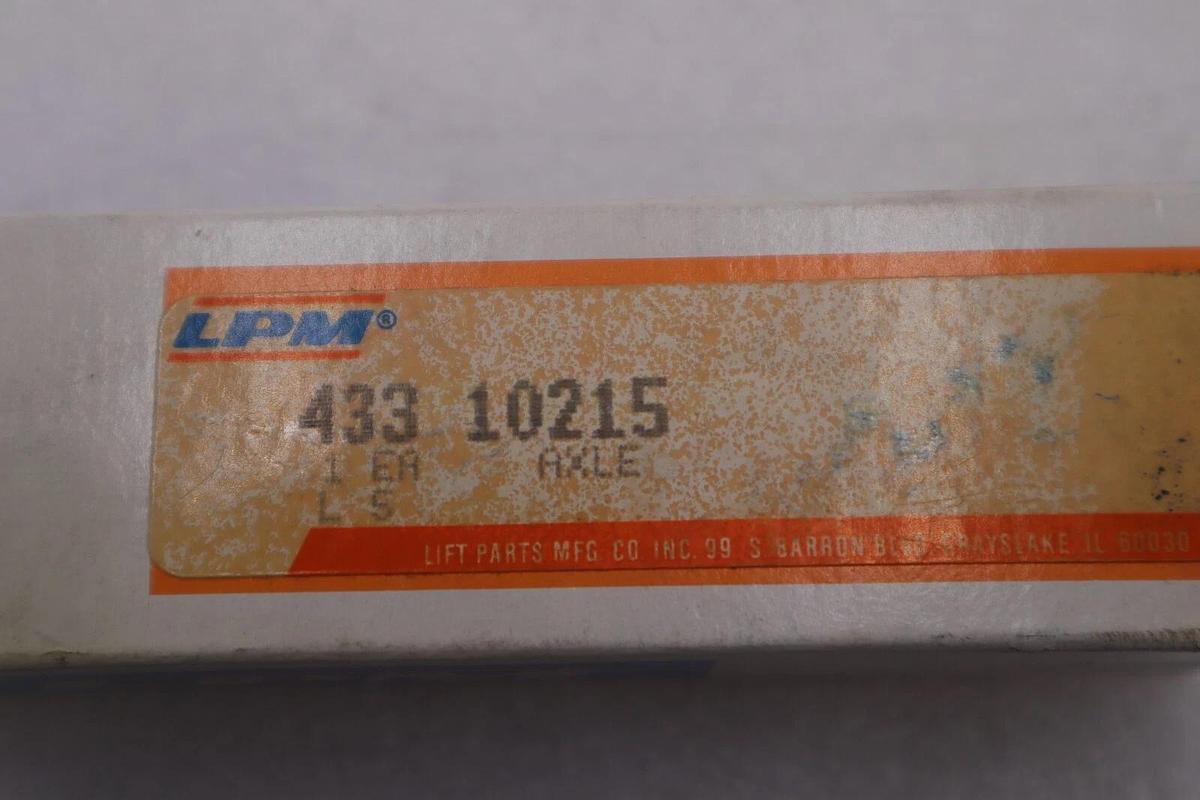 LPM®
433 10215
1 EA AXLE
L 5
LIFT PARTS MFG. CO INC. 99 S BARRON BLVD GRAYSLAKE, IL 60030